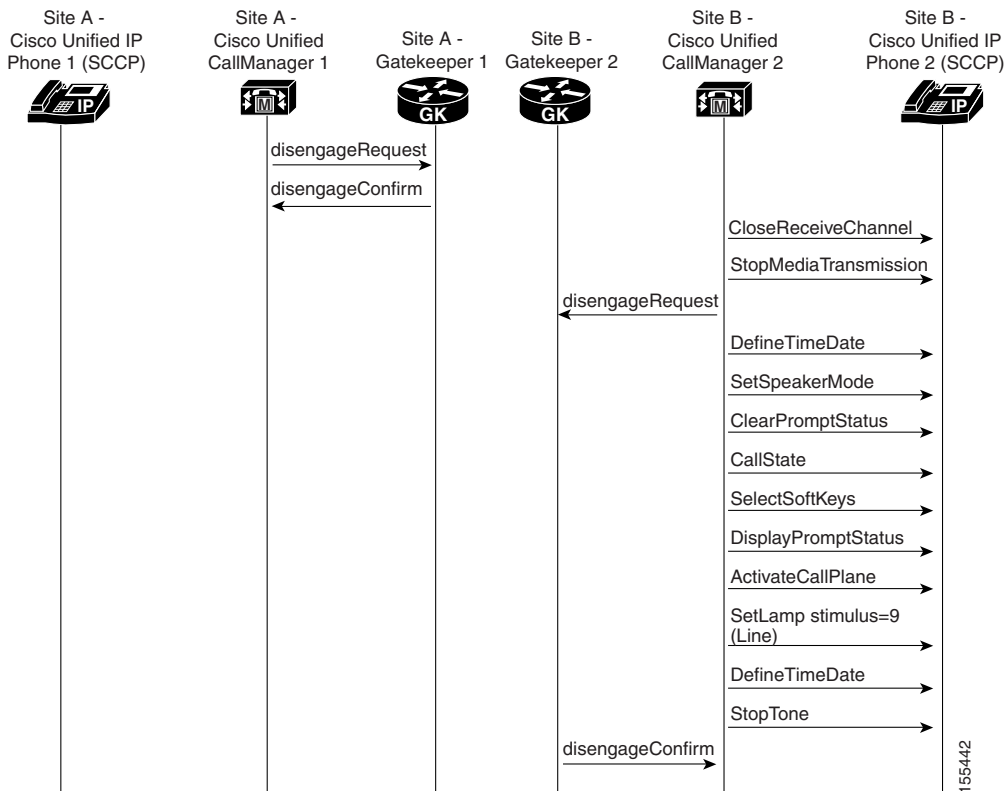 Site A -
Cisco Unified IP
Phone 1 (SCCP)
Site A -
Cisco Unified
CallManager 1
Site A -
Gatekeeper 1
Site B -
Gatekeeper 2
Site B -
Cisco Unified
CallManager 2
Site B -
Cisco Unified IP
Phone 2 (SCCP)
IP
M
GK
GK
M
IP
disengageRequest
disengageConfirm
CloseReceiveChannel
StopMediaTransmission
disengageRequest
DefineTimeDate
SetSpeakerMode
ClearPromptStatus
CallState
SelectSoftKeys
DisplayPromptStatus
ActivateCallPlane
SetLamp stimulus=9
(Line)
DefineTimeDate
StopTone
disengageConfirm
155442